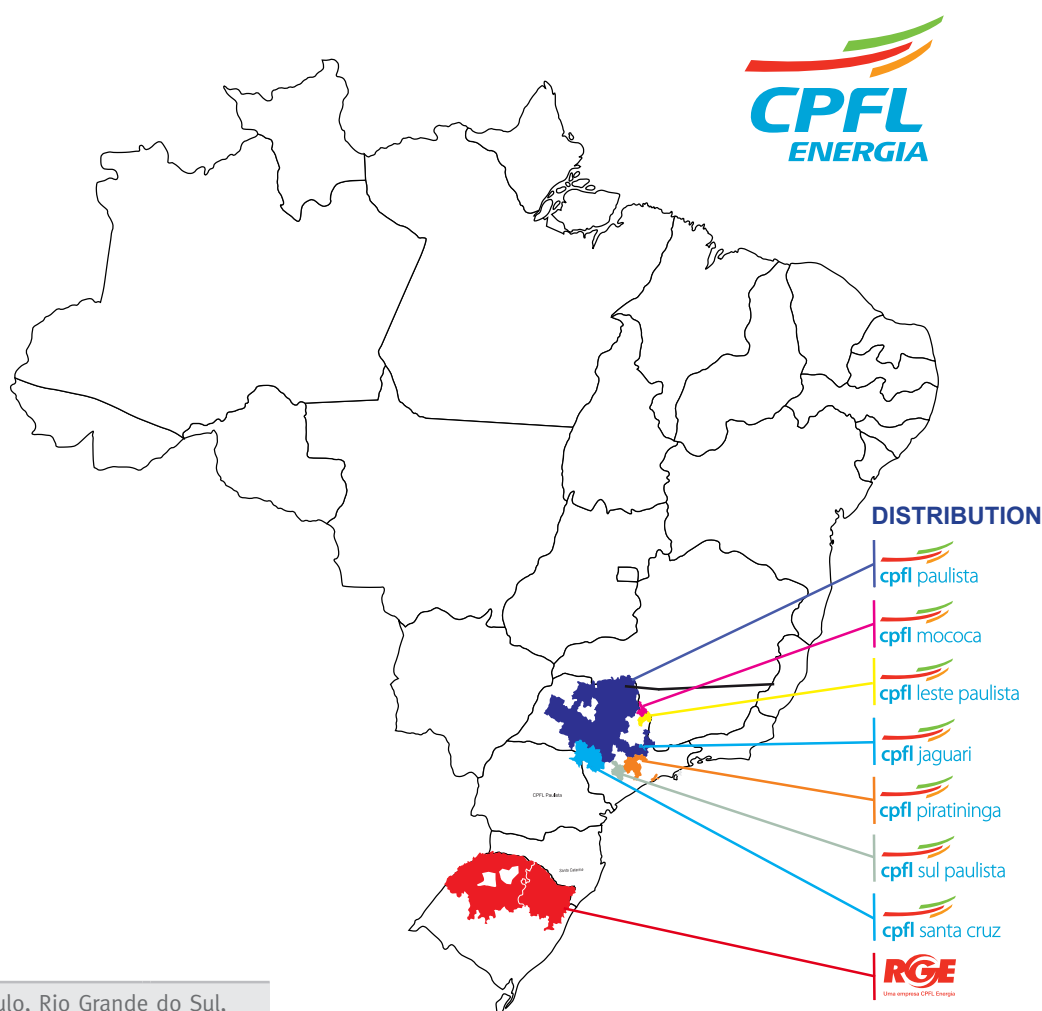 CPFL
ENERGIA
DISTRIBUTION
cpfl paulista
cpfl mococa
cpfl leste paulista
cpfl jaguari
cpfl piratininga
cpfl sul paulista
cpfl santa cruz
RGE
Uma empresa CPFL Energia
CPFL Paulista
Santa Catarina
ulo, Rio Grande do Sul,